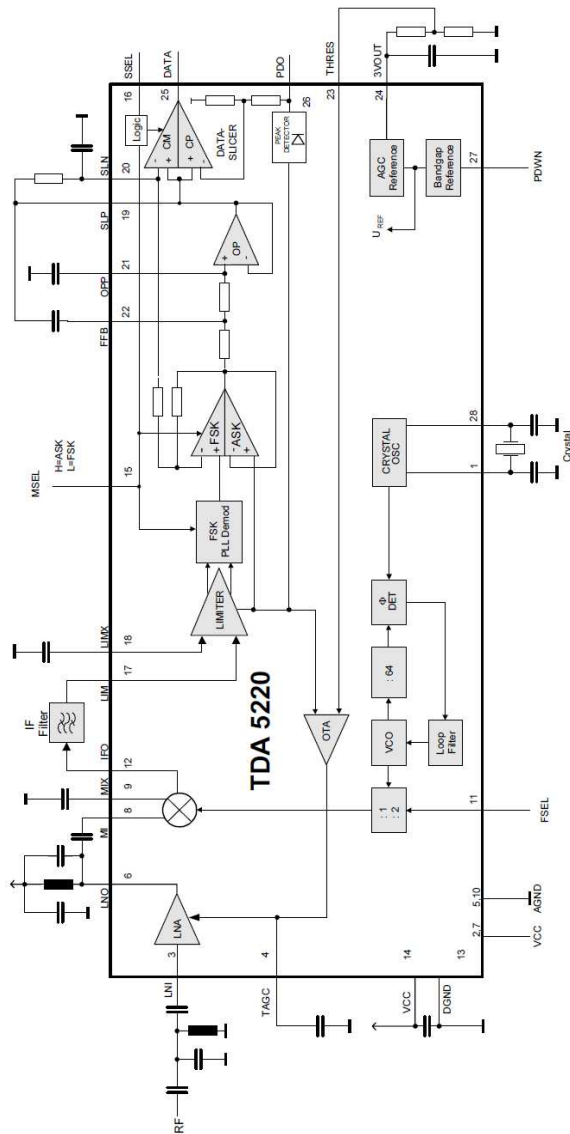 SSEL
16
DATA
25
PDO
26
THRES
23
3VOUT
24
SLN
20
SLP
19
OPP
21
FFB
22
MSEL
H=ASK
L=FSK
15
LIMX
18
LIM
17
IF
Filter
IFO
12
MIX
9
MI
8
LNO
6
LNI
3
RF
TAGC
4
VCC
14
DGND
13
VCC
2,7
AGND
5,10
FSEL
11
Crystal
1
28
PDWN
27
Logic
- CM +
+ CP -
DATA-
SLICER
PEAK
DETECTOR
+
OP
-
- FSK +
- ASK +
FSK
PLL Demod
LIMITER
TDA 5220
LNA
OTA
: 1
: 2
VCO
: 64
Φ
DET
Loop
Filter
CRYSTAL
OSC
AGC
Reference
Bandgap
Reference
U REF